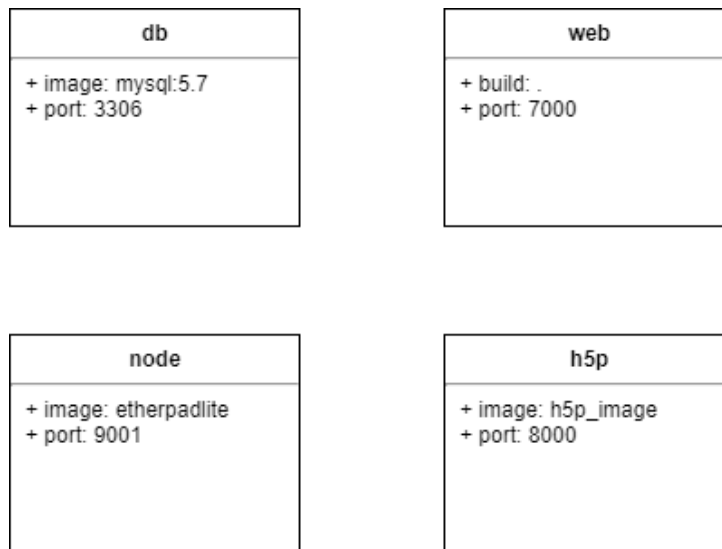 db
+ image: mysql:5.7
+ port: 3306
web
+ build: .
+ port: 7000
node
+ image: etherpadlite
+ port: 9001
h5p
+ image: h5p_image
+ port: 8000